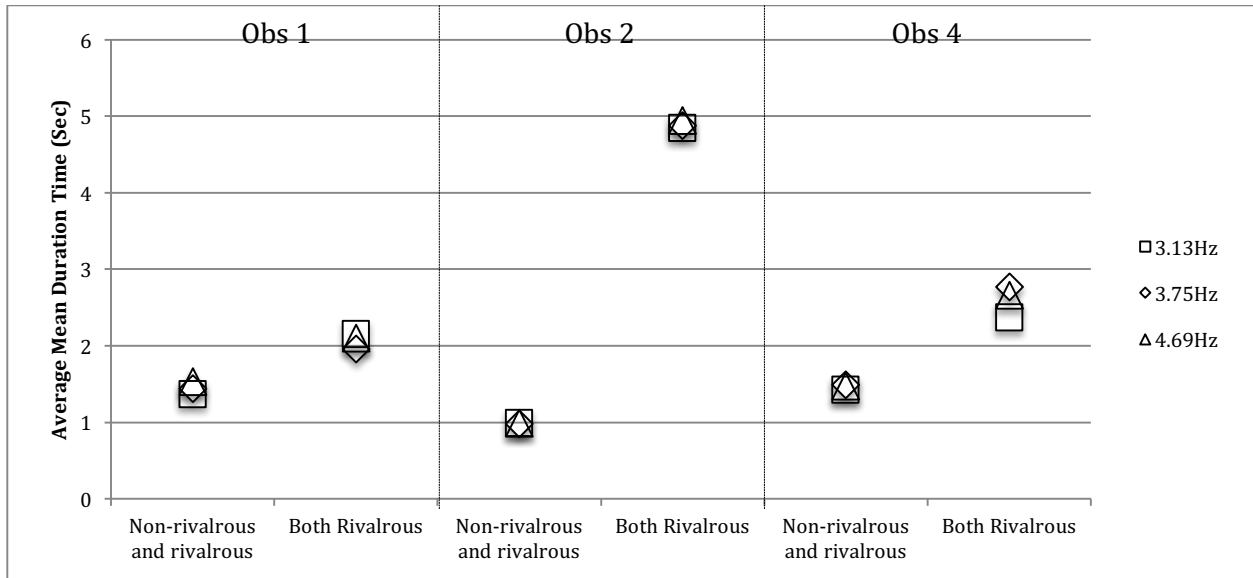 Obs 1 Obs 2 Obs 4
Average Mean Duration Time (Sec)
6
5
4
3
2
1
0
Non-rivalrous and rivalrous
Both Rivalrous
Non-rivalrous and rivalrous
Both Rivalrous
Non-rivalrous and rivalrous
Both Rivalrous
3.13Hz
3.75Hz
4.69Hz